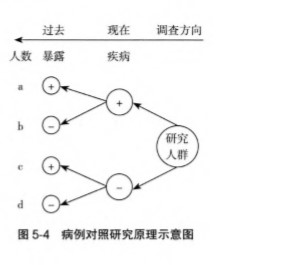 过去 现在 调查方向
人数 暴露 疾病
a +
+
b −
研究
人群
c +
−
d −
图 5-4 病例对照研究原理示意图